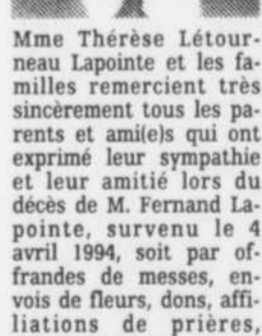 Mme Thérèse Létour-
neau Lapointe et les fa-
milles remercient très
sincèrement tous les pa-
rents et ami(e)s qui ont
exprimé leur sympathie
et leur amitié lors du
décès de M. Fernand La-
pointe, survenu le 4
avril 1994, soit par of-
frandes de messes, en-
vois de fleurs, dons, affi-
liations de prières,